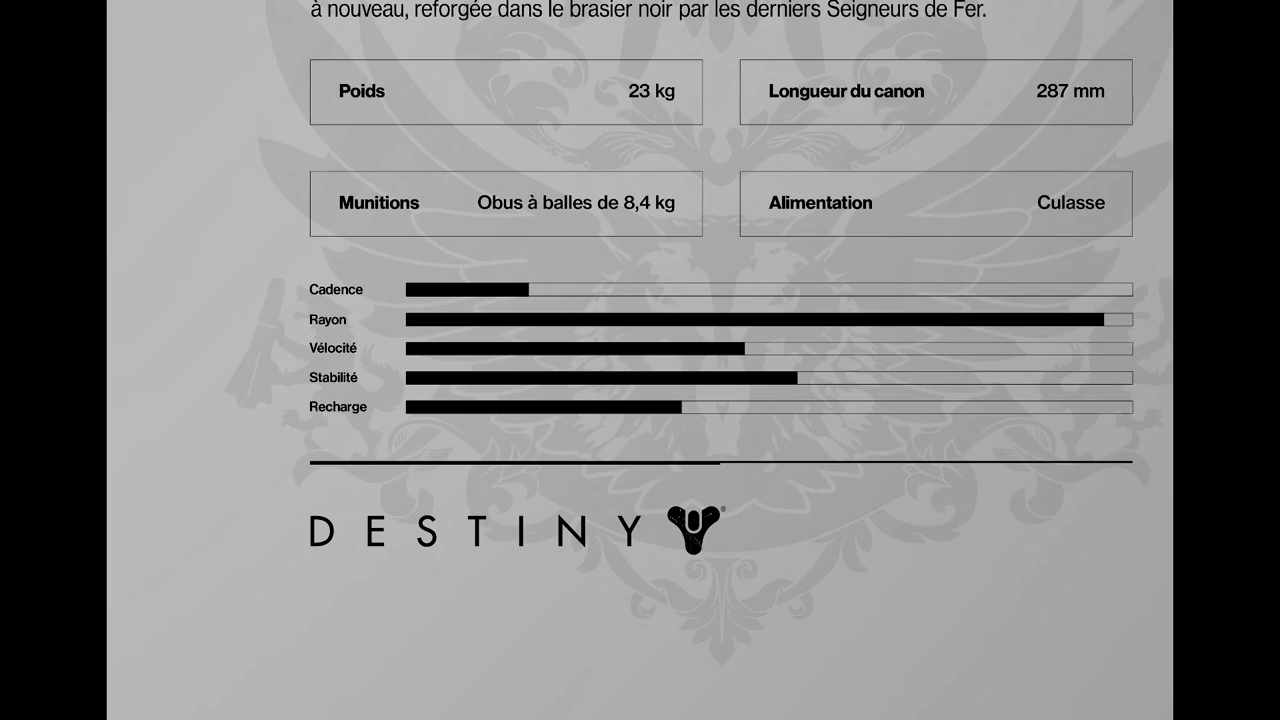 à nouveau, reforgée dans le brasier noir par les derniers Seigneurs de Fer.
Poids 23 kg
Longueur du canon 287 mm
Munitions Obus à balles de 8,4 kg
Alimentation Culasse
Cadence
Rayon
Vélocité
Stabilité
Recharge
DESTINY